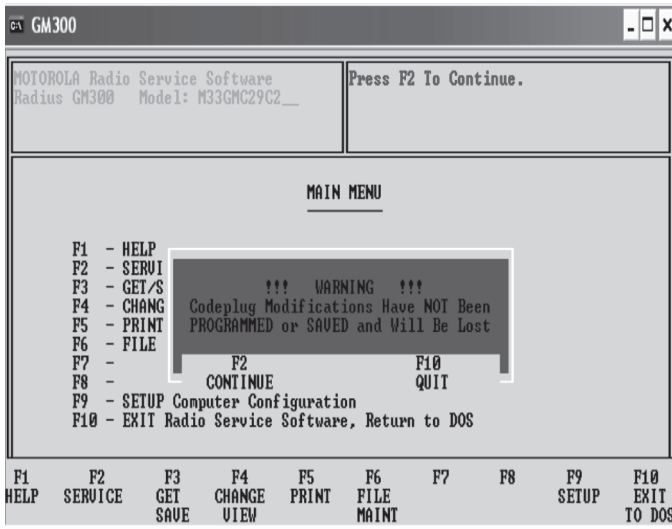 GM300
MOTOROLA Radio Service Software
Radius GM300 Model: M33GMC29C2__
Press F2 To Continue.
MAIN MENU
F1 - HELP
F2 - SERVI
F3 - GET/S
F4 - CHANG
F5 - PRINT
F6 - FILE
F7 -
F8 -
F9 - SETUP Computer Configuration
F10 - EXIT Radio Service Software, Return to DOS
!!! WARNING !!!
Codeplug Modifications Have NOT Been
PROGRAMMED or SAVED and Will Be Lost
F2 F10
CONTINUE QUIT
F1 F2 F3 F4 F5 F6 F7 F8 F9 F10
HELP SERVICE GET CHANGE PRINT FILE SETUP EXIT
SAVE VIEW MAINT TO DOS